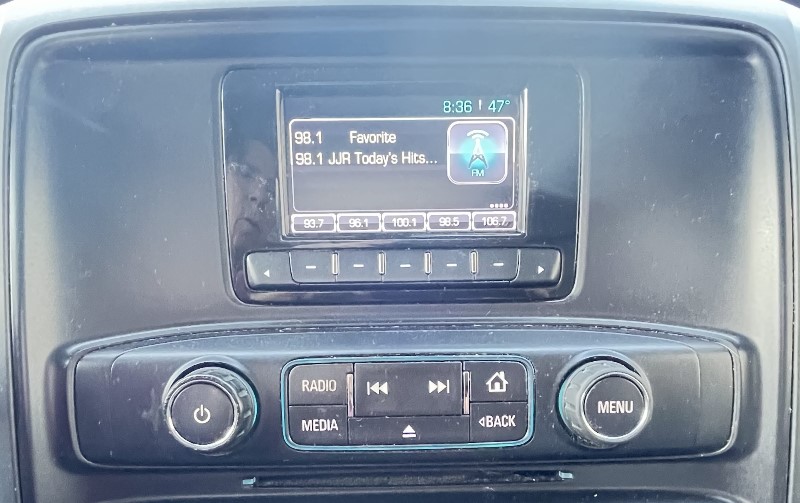 8:36 47°
98.1 Favorite
98.1 JJR Today's Hits...
FM
93.7 96.1 100.1 98.5 106.7
RADIO
MEDIA
BACK
MENU